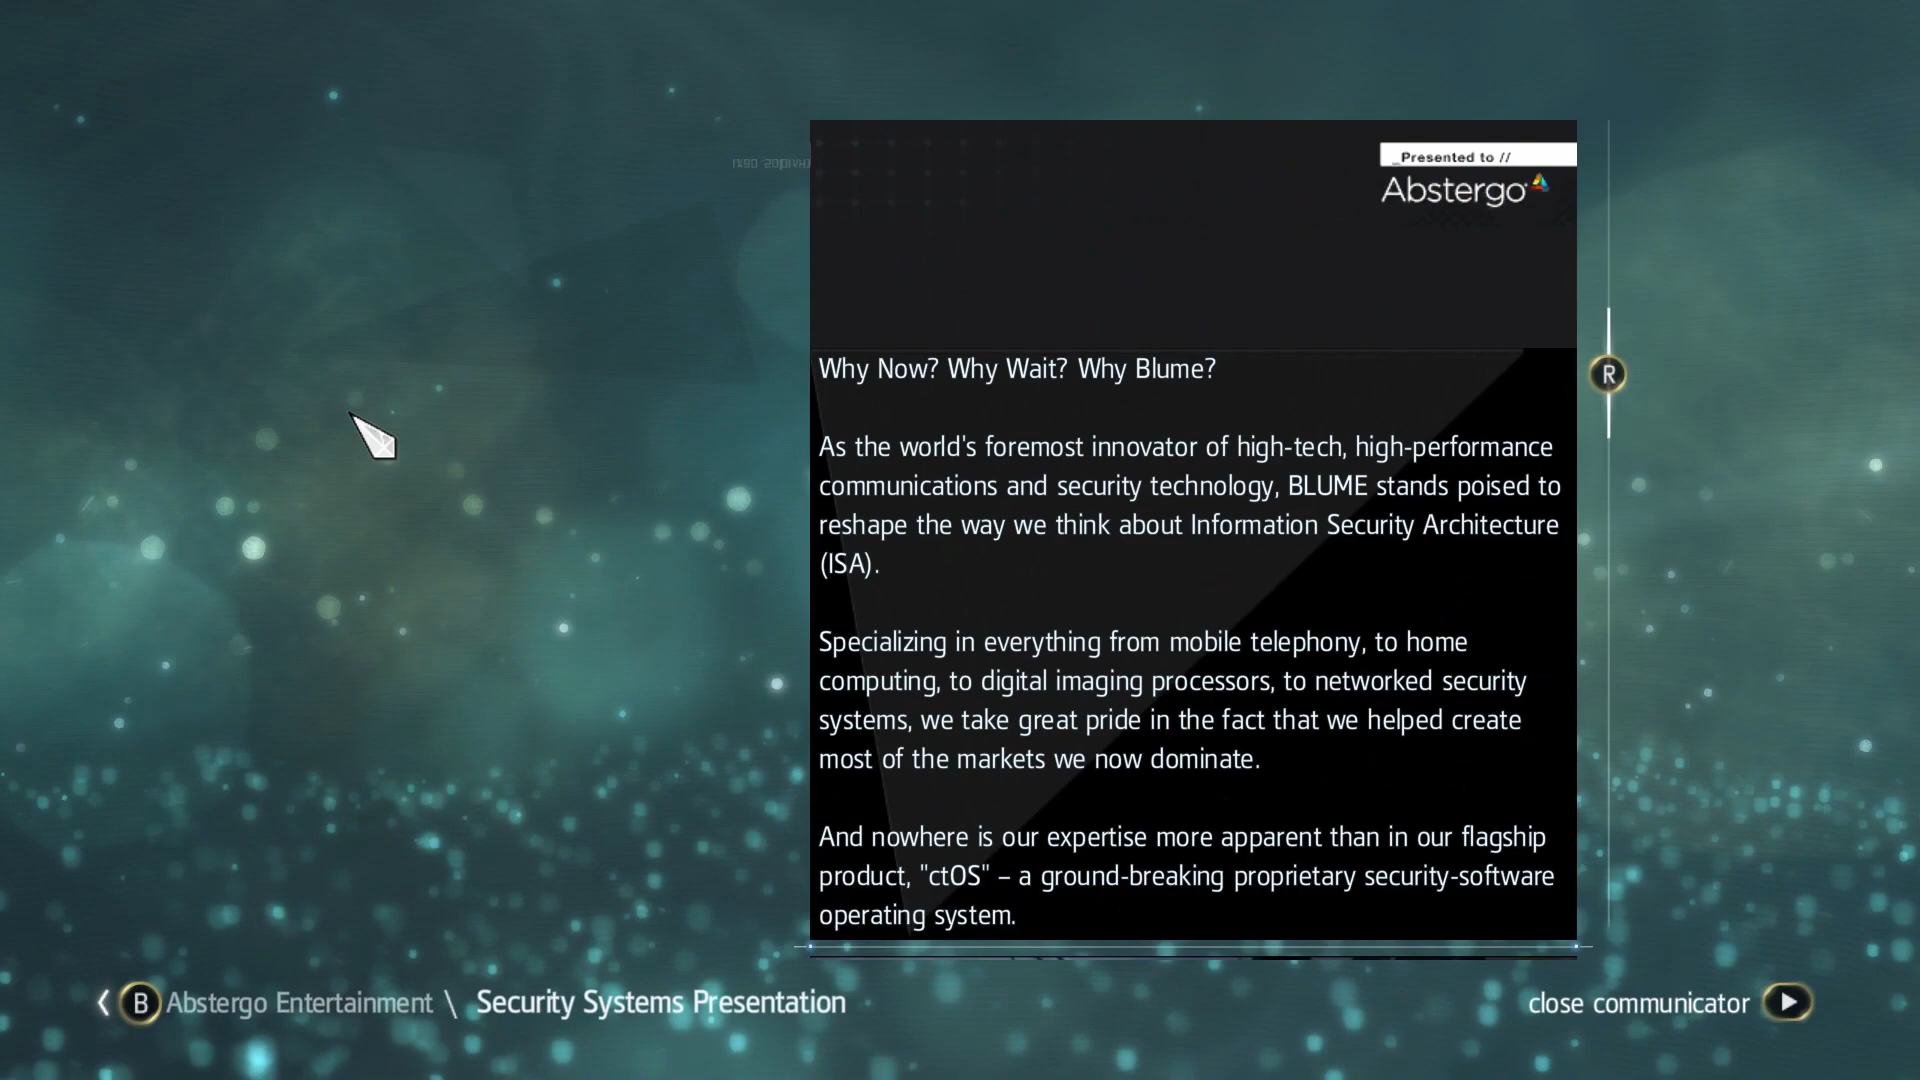 _Presented to //
Abstergo
Why Now? Why Wait? Why Blume?
As the world's foremost innovator of high-tech, high-performance
communications and security technology, BLUME stands poised to
reshape the way we think about Information Security Architecture
(ISA).
Specializing in everything from mobile telephony, to home
computing, to digital imaging processors, to networked security
systems, we take great pride in the fact that we helped create
most of the markets we now dominate.
And nowhere is our expertise more apparent than in our flagship
product, "ctOS" – a ground-breaking proprietary security-software
operating system.
R
B Abstergo Entertainment \ Security Systems Presentation
close communicator